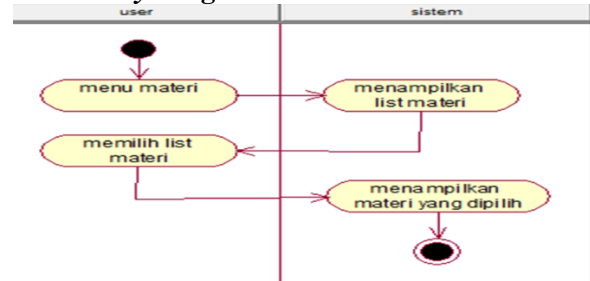 user sistem
menu materi
menampilkan
list materi
memilih list
materi
menampilkan
materi yang dipilih